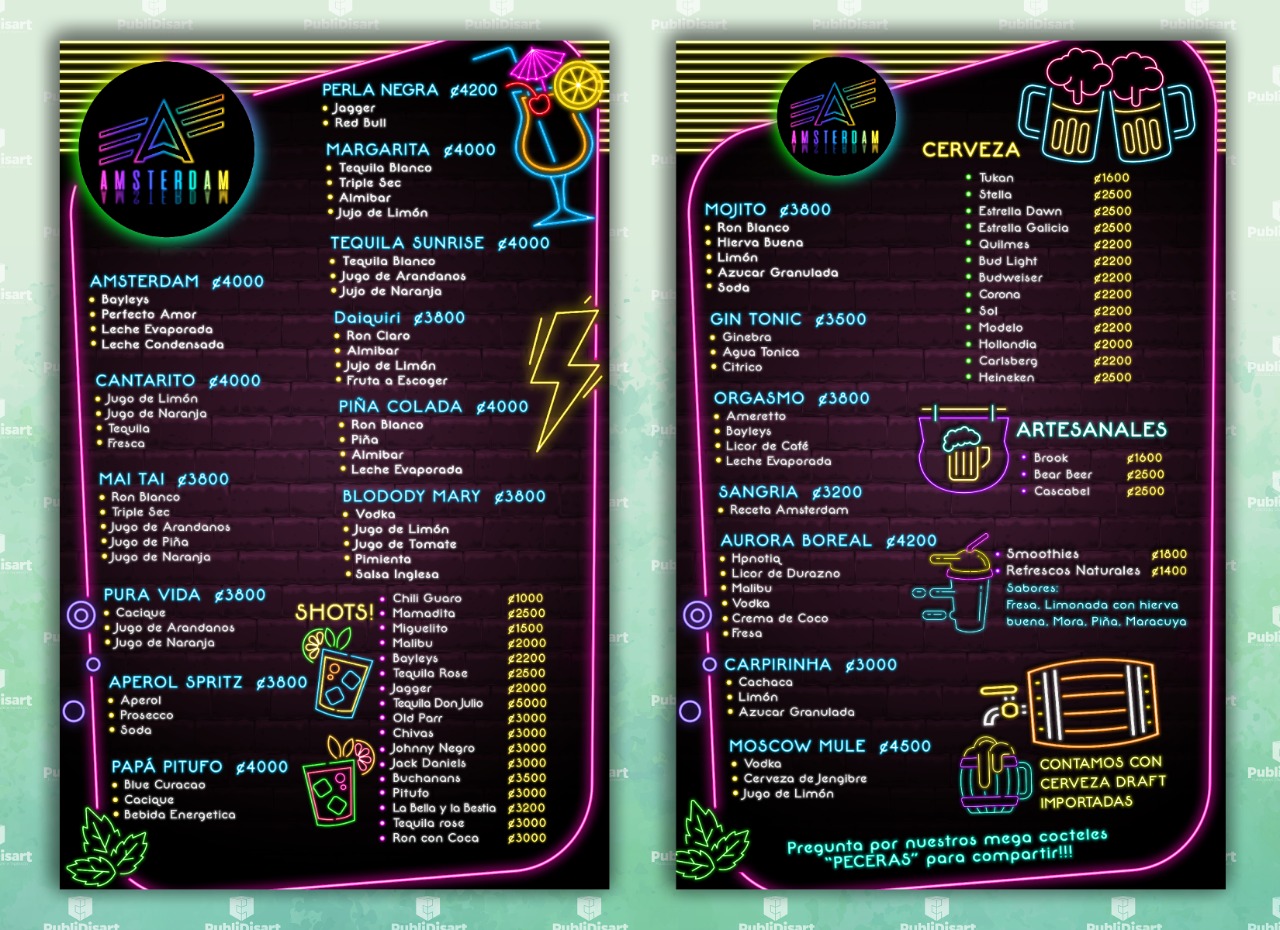 AMSTERDAM
AMSTERDAM ₡4000
Bayleys
Perfecto Amor
Leche Evaporada
Leche Condensada
CANTARITO ₡4000
Jugo de Limón
Jugo de Naranja
Tequila
Fresca
MAI TAI ₡3800
Ron Blanco
Triple Sec
Jugo de Arandanos
Jugo de Piña
Jugo de Naranja
PURA VIDA ₡3800
Cacique
Jugo de Arandanos
Jugo de Naranja
APEROL SPRITZ ₡3800
Aperol
Prosecco
Soda
PAPÁ PITUFO ₡4000
Blue Curacao
Cacique
Bebida Energetica
PERLA NEGRA ₡4200
Jagger
Red Bull
MARGARITA ₡4000
Tequila Blanco
Triple Sec
Almibar
Jujo de Limón
TEQUILA SUNRISE ₡4000
Tequila Blanco
Jugo de Arandanos
Jujo de Naranja
Daiquiri ₡3800
Ron Claro
Almibar
Jujo de Limón
Fruta a Escoger
PIÑA COLADA ₡4000
Ron Blanco
Piña
Almibar
Leche Evaporada
BLODODY MARY ₡3800
Vodka
Jugo de Limón
Jugo de Tomate
Pimienta
Salsa Inglesa
SHOTS!
Chili Guaro ₡1000
Mamadita ₡2500
Miguelito ₡1500
Malibu ₡2000
Bayleys ₡2200
Tequila Rose ₡2500
Jagger ₡2000
Tequila Don Julio ₡5000
Old Parr ₡3000
Chivas ₡3000
Johnny Negro ₡3000
Jack Daniels ₡3000
Buchanans ₡3500
Pitufo ₡3000
La Bella y la Bestia ₡3200
Tequila rose ₡3000
Ron con Coca ₡3000
AMSTERDAM
MOJITO ₡3800
Ron Blanco
Hierva Buena
Limón
Azucar Granulada
Soda
GIN TONIC ₡3500
Ginebra
Agua Tonica
Citrico
ORGASMO ₡3800
Ameretto
Bayleys
Licor de Café
Leche Evaporada
SANGRIA ₡3200
Receta Amsterdam
AURORA BOREAL ₡4200
Hpnotiq
Licor de Durazno
Malibu
Vodka
Crema de Coco
Fresa
CARPIRINHA ₡3000
Cachaca
Limón
Azucar Granulada
MOSCOW MULE ₡4500
Vodka
Cerveza de Jengibre
Jugo de Limón
CERVEZA
Tukan ₡1600
Stella ₡2500
Estrella Dawn ₡2500
Estrella Galicia ₡2500
Quilmes ₡2200
Bud Light ₡2200
Budweiser ₡2200
Corona ₡2200
Sol ₡2200
Modelo ₡2200
Hollandia ₡2000
Carlsberg ₡2200
Heineken ₡2500
ARTESANALES
Brook ₡1600
Bear Beer ₡2500
Cascabel ₡2500
Smoothies ₡1800
Refrescos Naturales ₡1400
Sabores:
Fresa, Limonada con hierva
buena, Mora, Piña, Maracuya
CONTAMOS CON
CERVEZA DRAFT
IMPORTADAS
Pregunta por nuestros mega cocteles
"PECERAS" para compartir!!!
PubliDisart